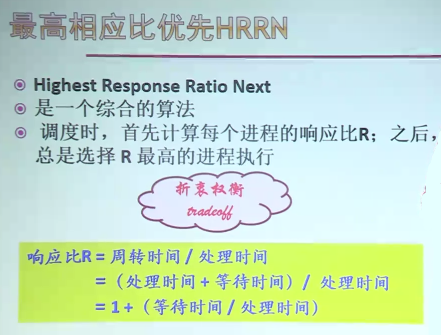 最高相应比优先HRRN
Highest Response Ratio Next
是一个综合的算法
调度时，首先计算每个进程的响应比R；之后，
总是选择 R 最高的进程执行
折衷权衡
tradeoff
响应比R = 周转时间 / 处理时间
=（处理时间 + 等待时间）/ 处理时间
= 1 +（等待时间 / 处理时间）